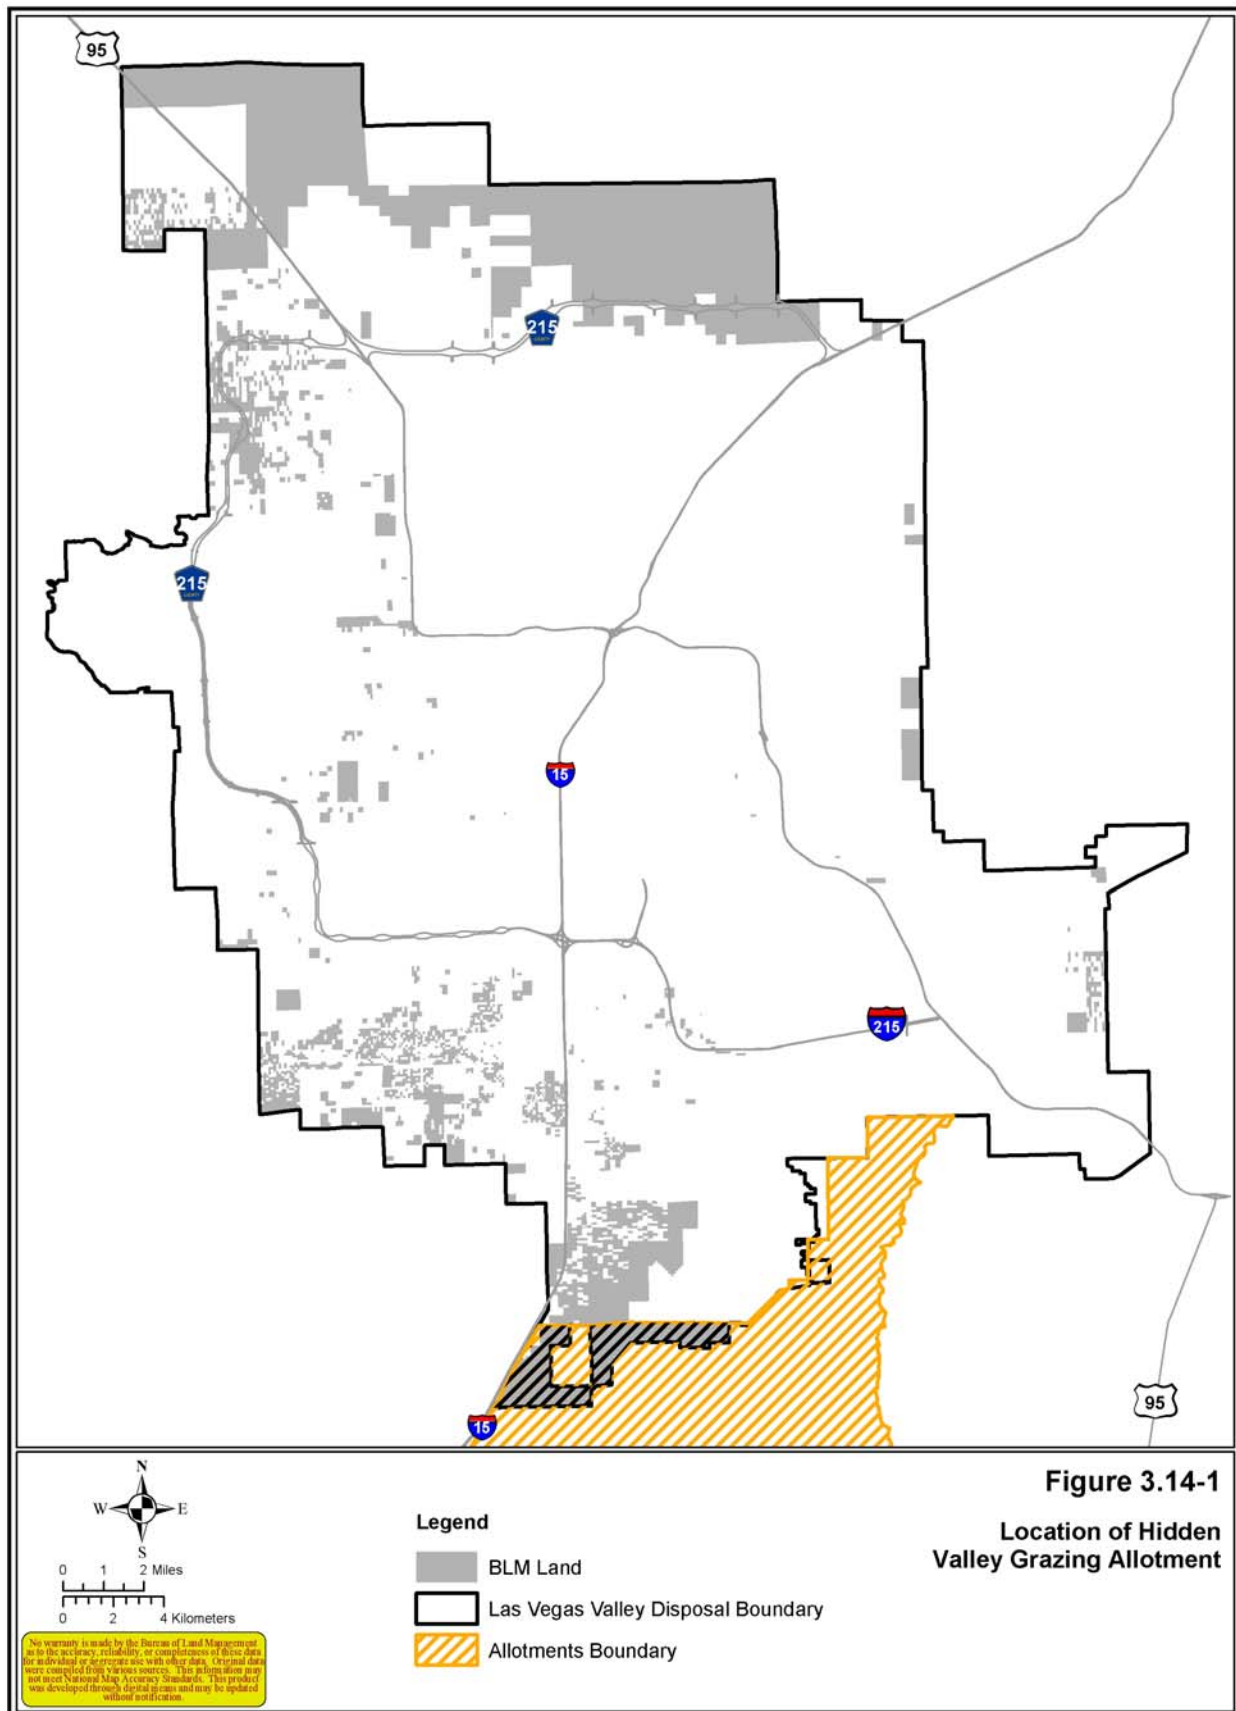 95
215
COUNTY
215
COUNTY
15
215
15
95
N
W
E
S
0 1 2 Miles
0 2 4 Kilometers
No warranty is made by the Bureau of Land Management
as to the accuracy, reliability, or completeness of these data
for individual or aggregate use with other data. Original data
were compiled from various sources. This information may
not meet National Map Accuracy Standards. This product
was developed through digital means and may be updated
without notification.
Legend
BLM Land
Las Vegas Valley Disposal Boundary
Allotments Boundary
Figure 3.14-1
Location of Hidden
Valley Grazing Allotment